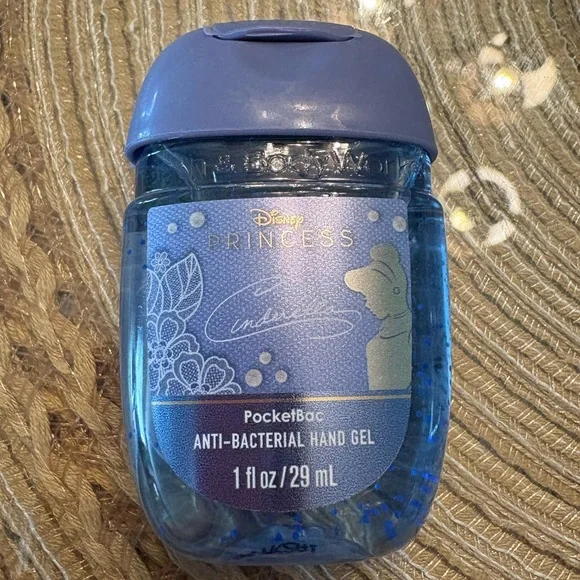 Disney
PRINCESS
Cinderella
PocketBac
ANTI-BACTERIAL HAND GEL
1 fl oz/29 mL